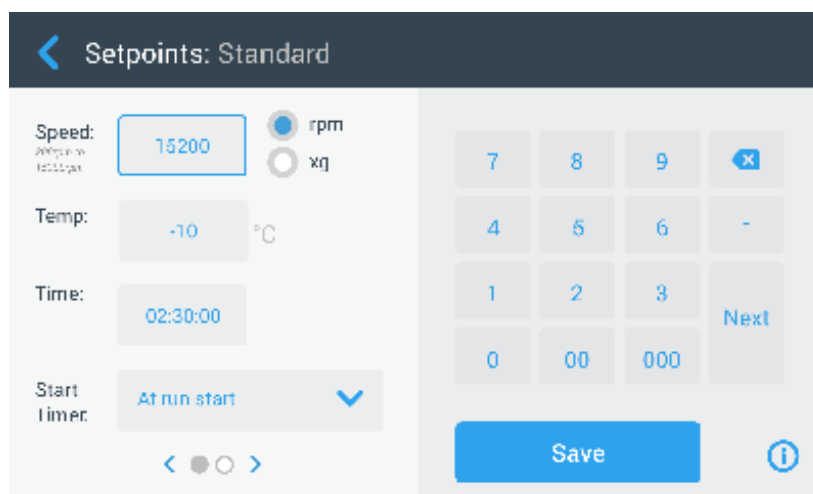 Setpoints: Standard
Speed:
15200
rpm
xg
Temp:
-10
°C
Time:
02:30:00
Start
Timer:
At run start
7 8 9
4 5 6 -
1 2 3
Next
0 00 000
Save